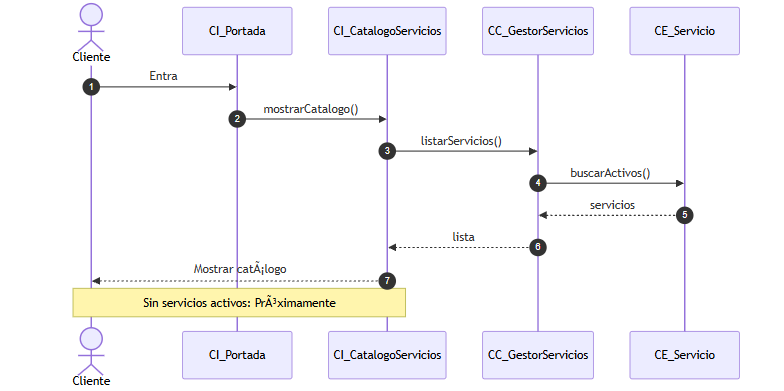 CI_Portada
CI_CatalogoServicios
CC_GestorServicios
CE_Servicio
Cliente
1
Entra
2
mostrarCatalogo()
3
listarServicios()
4
buscarActivos()
servicios
5
lista
6
Mostrar catÃ¡logo
7
Sin servicios activos: PrÃ³ximamente
CI_Portada
CI_CatalogoServicios
CC_GestorServicios
CE_Servicio
Cliente